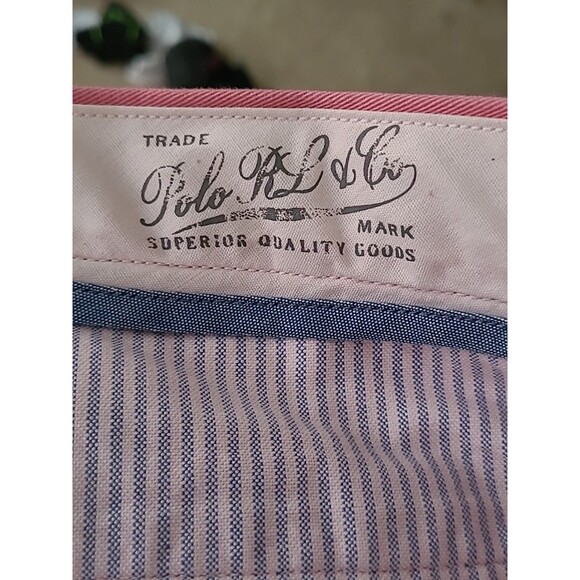 TRADE
Polo RL & Co
MARK
SUPERIOR QUALITY GOODS